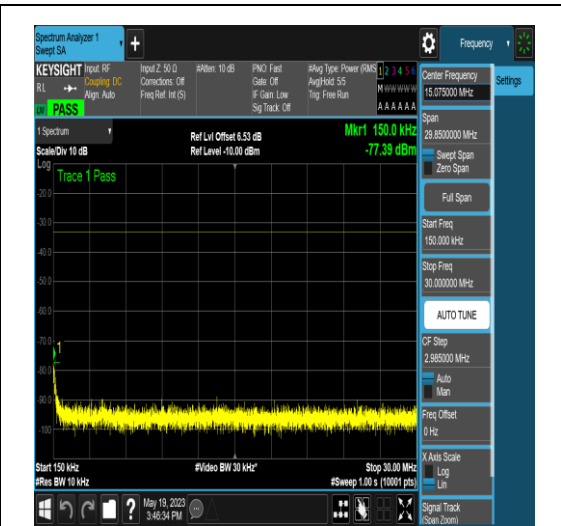 Spectrum Analyzer 1
Swept SA
+
Frequency
KEYSIGHT Input: RF
RL Coupling: DC
Align: Auto
PASS
Input Z: 50 Ω
Corrections: Off
Freq Ref: Int (S)
#Atten: 10 dB
PNO: Fast
Gate: Off
IF Gain: Low
Sig Track: Off
#Avg Type: Power (RMS
Avg|Hold: 5/5
Trig: Free Run
1 2 3 4 5 6
M W W W W W
A A A A A A
1 Spectrum
Scale/Div 10 dB
Ref Lvl Offset 6.53 dB
Ref Level -10.00 dBm
Mkr1 150.0 kHz
-77.39 dBm
Log
Trace 1 Pass
-20.0
-30.0
-40.0
-50.0
-60.0
-70.0
1
-80.0
-90.0
-100
Start 150 kHz
#Res BW 10 kHz
#Video BW 30 kHz*
Stop 30.00 MHz
#Sweep 1.00 s (10001 pts)
?
May 19, 2023
3:46:34 PM
Center Frequency
15.075000 MHz
Settings
Span
29.8500000 MHz
Swept Span
Zero Span
Full Span
Start Freq
150.000 kHz
Stop Freq
30.000000 MHz
AUTO TUNE
CF Step
2.985000 MHz
Auto
Man
Freq Offset
0 Hz
X Axis Scale
Log
Lin
Signal Track
(Span Zoom)